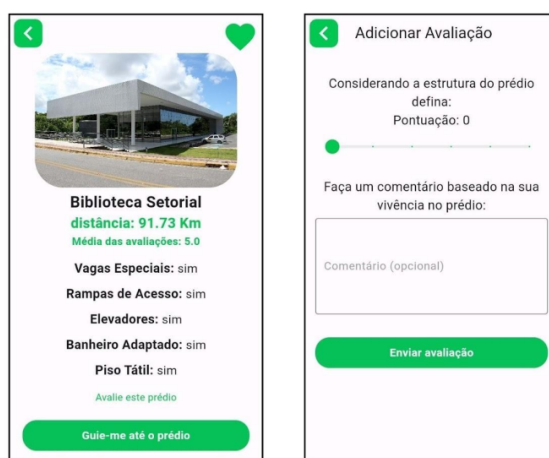 Biblioteca Setorial
distância: 91.73 Km
Média das avaliações: 5.0
Vagas Especiais: sim
Rampas de Acesso: sim
Elevadores: sim
Banheiro Adaptado: sim
Piso Tátil: sim
Avalie este prédio
Guie-me até o prédio
Adicionar Avaliação
Considerando a estrutura do prédio
defina:
Pontuação: 0
Faça um comentário baseado na sua
vivência no prédio:
Comentário (opcional)
Enviar avaliação